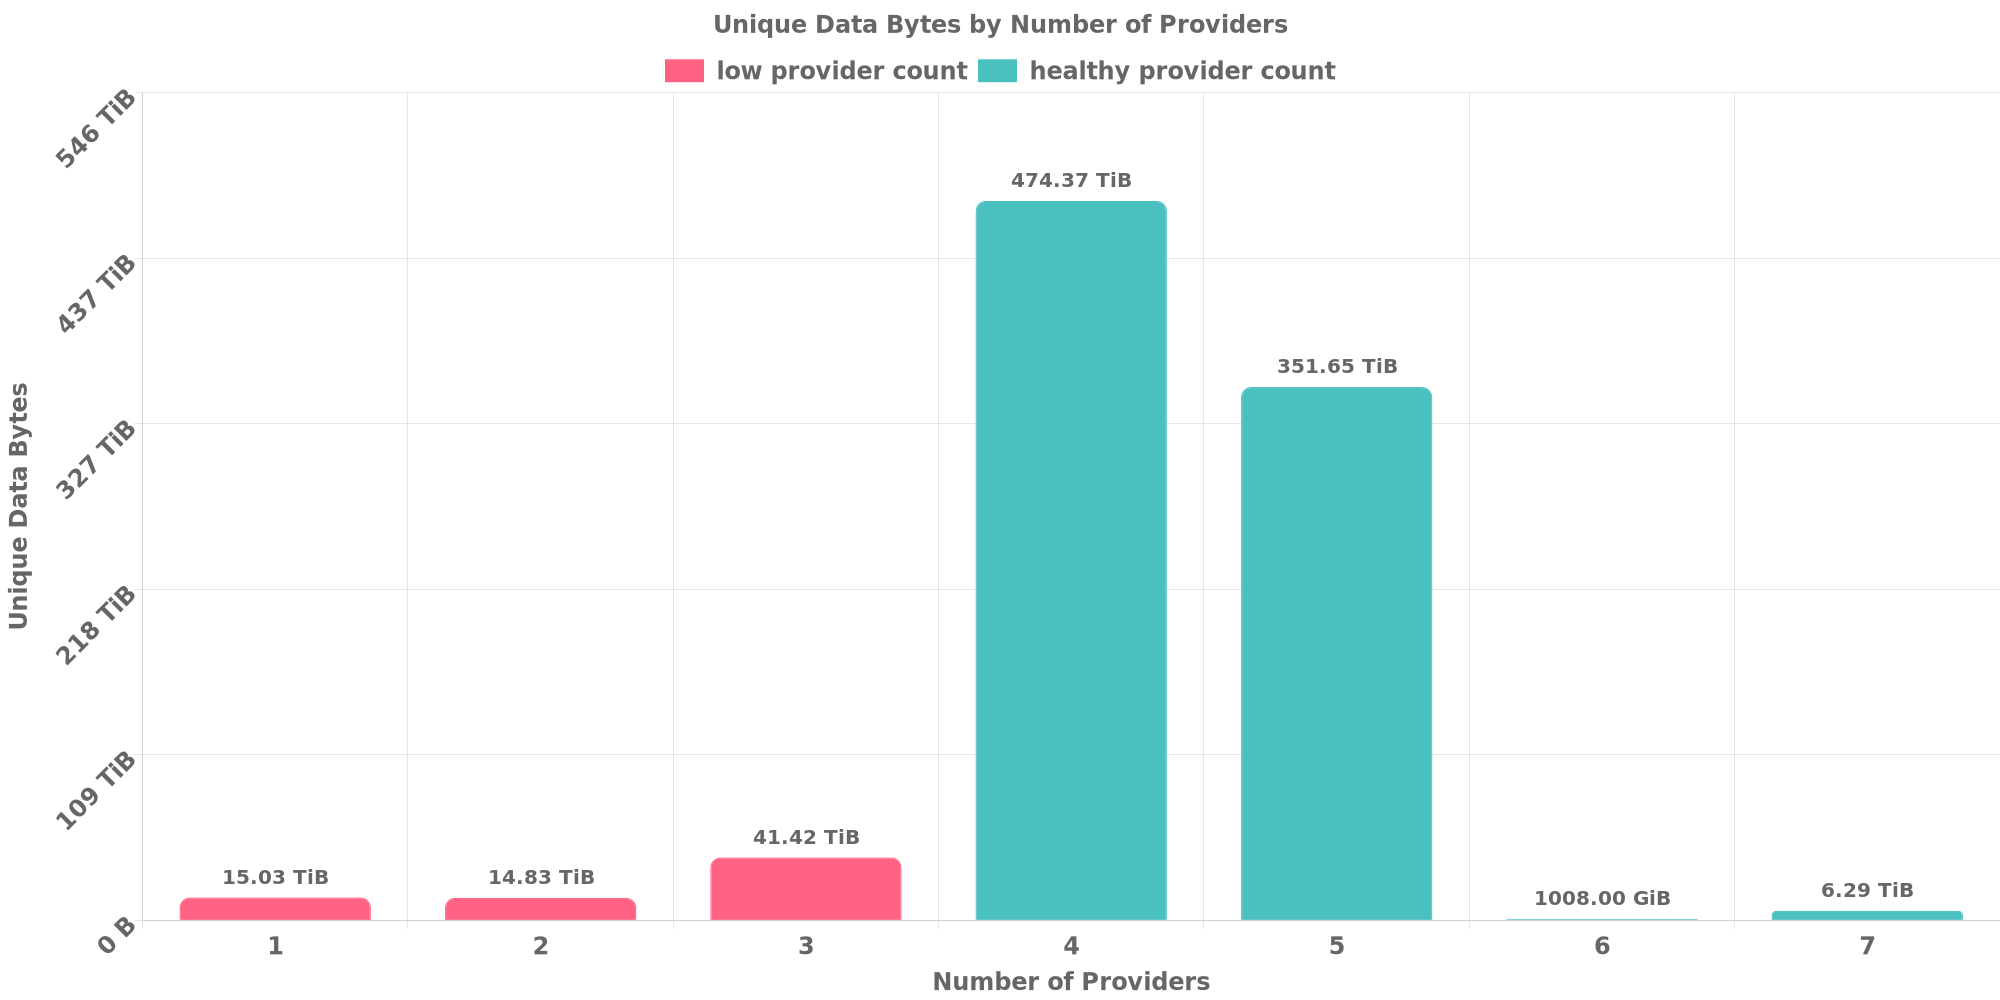 Unique Data Bytes by Number of Providers
low provider count healthy provider count
546 TiB
437 TiB
327 TiB
218 TiB
109 TiB
0 B
Unique Data Bytes
15.03 TiB
14.83 TiB
41.42 TiB
474.37 TiB
351.65 TiB
1008.00 GiB
6.29 TiB
1 2 3 4 5 6 7
Number of Providers